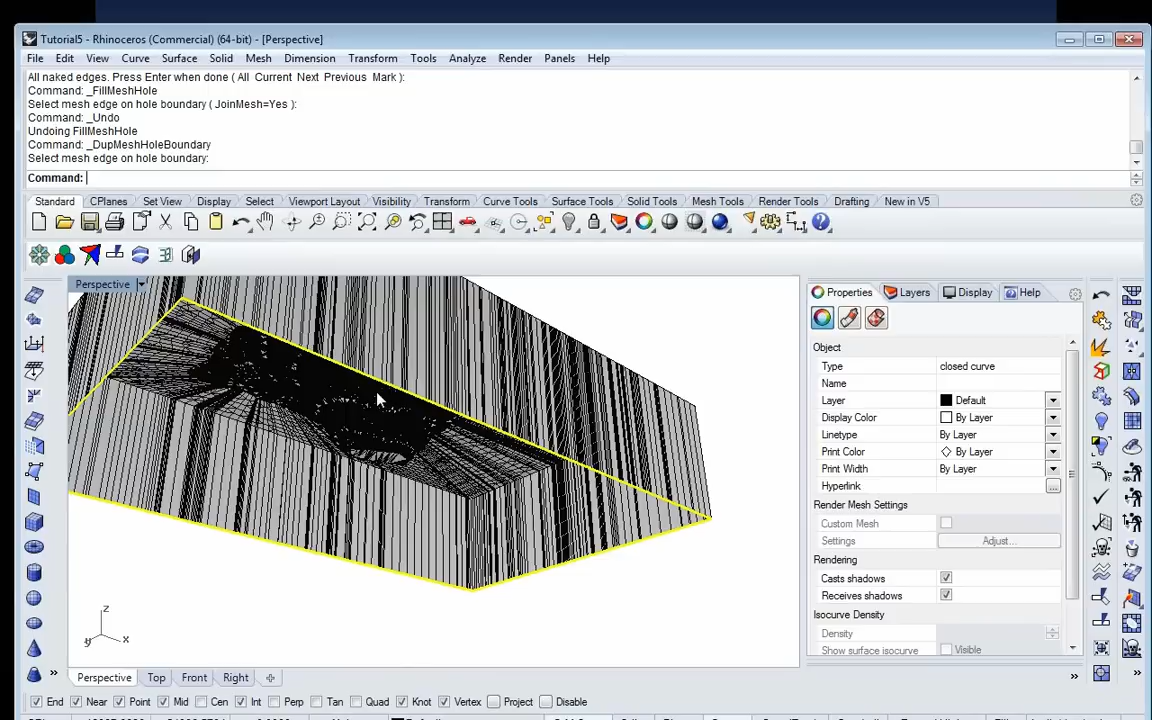 Tutorial5 - Rhinoceros (Commercial) (64-bit) - [Perspective]
File Edit View Curve Surface Solid Mesh Dimension Transform Tools Analyze Render Panels Help
All naked edges. Press Enter when done ( All Current Next Previous Mark ):
Command: _FillMeshHole
Select mesh edge on hole boundary ( JoinMesh=Yes ):
Command: _Undo
Undoing FillMeshHole
Command: _DupMeshHoleBoundary
Select mesh edge on hole boundary:
Command:
Standard CPlanes Set View Display Select Viewport Layout Visibility Transform Curve Tools Surface Tools Solid Tools Mesh Tools Render Tools Drafting New in V5
Perspective
Properties Layers Display Help
Object
Type closed curve
Name
Layer Default
Display Color By Layer
Linetype By Layer
Print Color By Layer
Print Width By Layer
Hyperlink ...
Render Mesh Settings
Custom Mesh
Settings Adjust...
Rendering
Casts shadows
Receives shadows
Isocurve Density
Density
Show surface isocurve Visible
z
y x
Perspective Top Front Right
End Near Point Mid Cen Int Perp Tan Quad Knot Vertex Project Disable